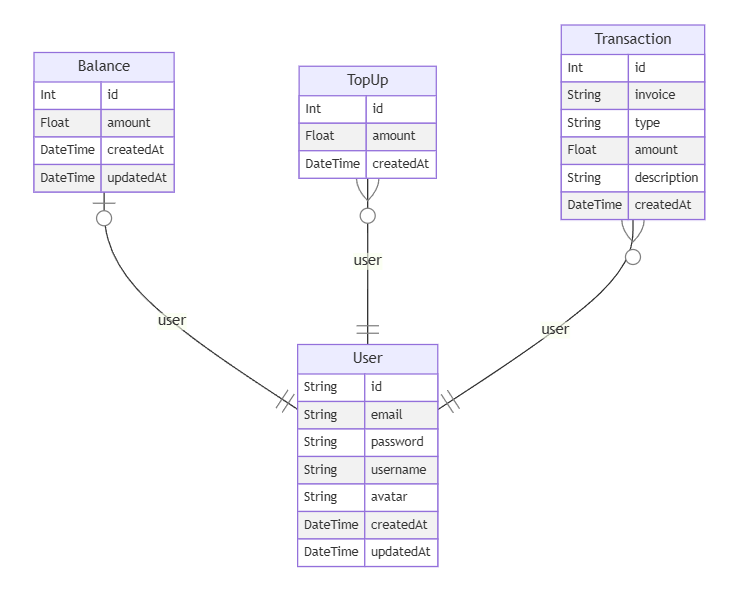 Balance
Int id
Float amount
DateTime createdAt
DateTime updatedAt
TopUp
Int id
Float amount
DateTime createdAt
Transaction
Int id
String invoice
String type
Float amount
String description
DateTime createdAt
user
user
user
User
String id
String email
String password
String username
String avatar
DateTime createdAt
DateTime updatedAt